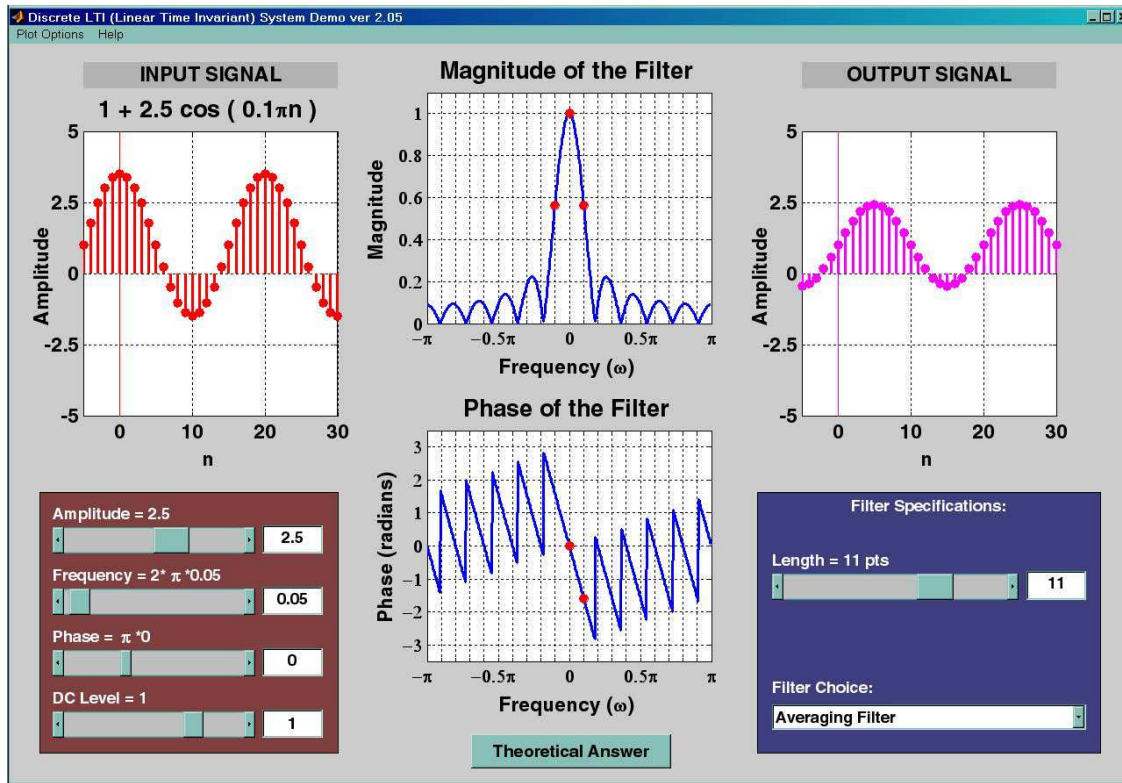 Discrete LTI (Linear Time Invariant) System Demo ver 2.05
Plot Options Help
INPUT SIGNAL
1 + 2.5 cos ( 0.1πn )
5
2.5
0
-2.5
-5
Amplitude
0 10 20 30
n
Magnitude of the Filter
1
0.8
0.6
0.4
0.2
0
Magnitude
−π −0.5π 0 0.5π π
Frequency (ω)
OUTPUT SIGNAL
5
2.5
0
-2.5
-5
Amplitude
0 10 20 30
n
Phase of the Filter
3
2
1
0
−1
−2
−3
Phase (radians)
−π −0.5π 0 0.5π π
Frequency (ω)
Amplitude = 2.5
2.5
Frequency = 2* π *0.05
0.05
Phase = π *0
0
DC Level = 1
1
Theoretical Answer
Filter Specifications:
Length = 11 pts
11
Filter Choice:
Averaging Filter